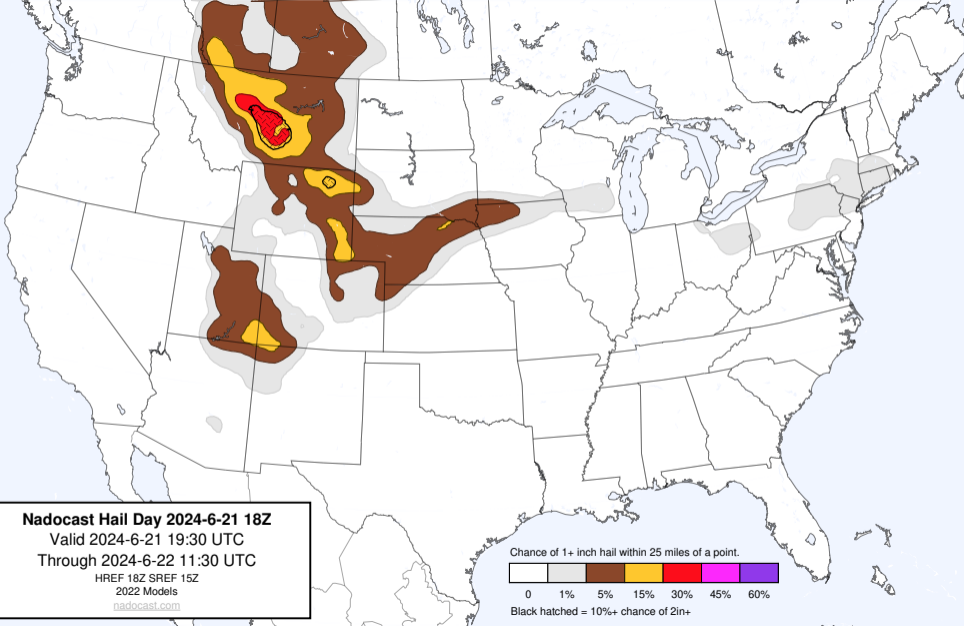 Nadocast Hail Day 2024-6-21 18Z
Valid 2024-6-21 19:30 UTC
Through 2024-6-22 11:30 UTC
HREF 18Z SREF 15Z
2022 Models
nadocast.com
Chance of 1+ inch hail within 25 miles of a point.
0 1% 5% 15% 30% 45% 60%
Black hatched = 10%+ chance of 2in+